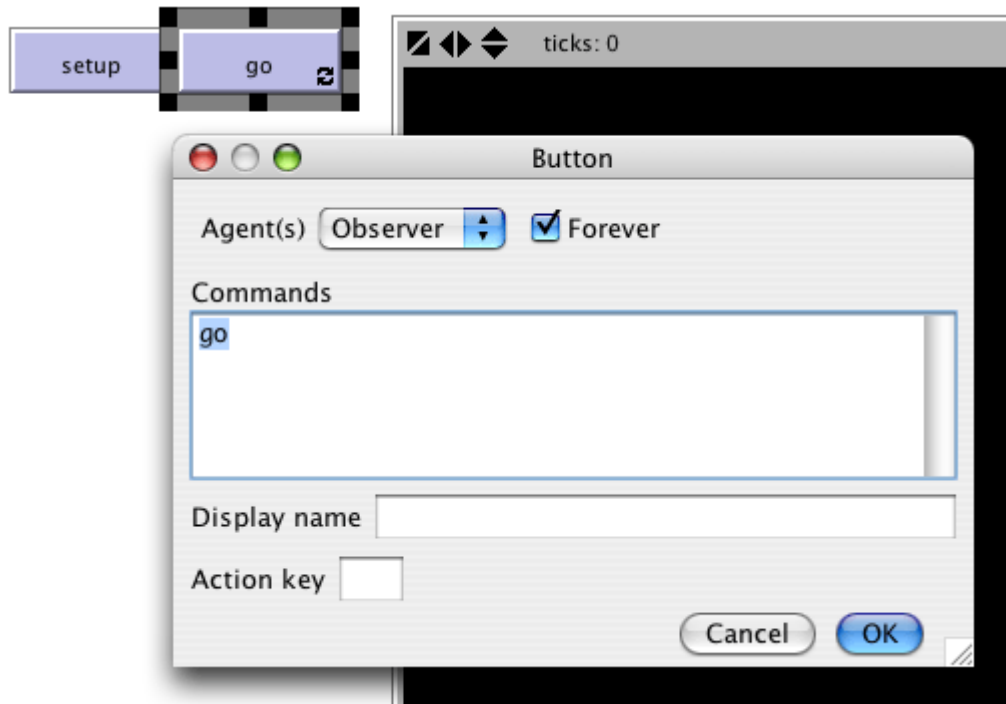 setup
go
ticks: 0
Button
Agent(s) Observer Forever
Commands
go
Display name
Action key
Cancel OK